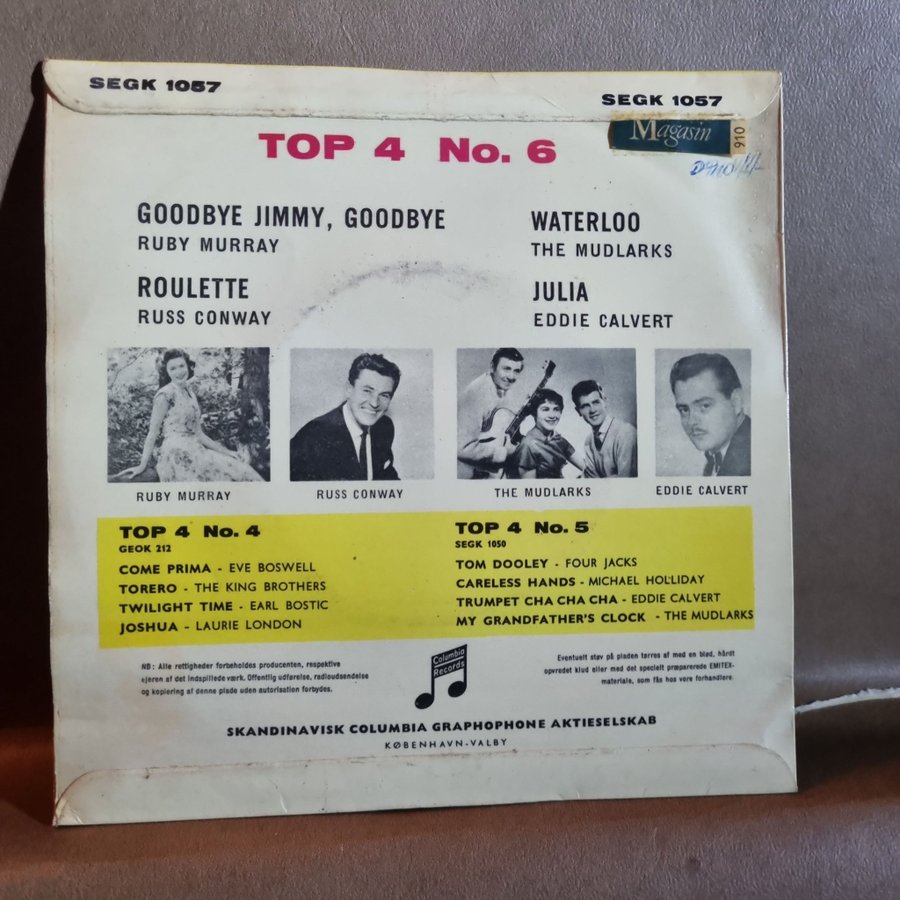 SEGK 1057
SEGK 1057
Magasin
910
TOP 4 No. 6
GOODBYE JIMMY, GOODBYE
RUBY MURRAY
WATERLOO
THE MUDLARKS
ROULETTE
RUSS CONWAY
JULIA
EDDIE CALVERT
RUBY MURRAY
RUSS CONWAY
THE MUDLARKS
EDDIE CALVERT
TOP 4 No. 4
GEOK 212
COME PRIMA - EVE BOSWELL
TORERO - THE KING BROTHERS
TWILIGHT TIME - EARL BOSTIC
JOSHUA - LAURIE LONDON
TOP 4 No. 5
SEGK 1050
TOM DOOLEY - FOUR JACKS
CARELESS HANDS - MICHAEL HOLLIDAY
TRUMPET CHA CHA CHA - EDDIE CALVERT
MY GRANDFATHER'S CLOCK - THE MUDLARKS
NB: Alle rettigheder forbeholdes producenten, respektive
ejeren af det indspillede værk. Offentlig udførelse, radioudsendelse
og kopiering af denne plade uden autorisation forbydes.
Columbia
Records
Eventuelt støv på pladen tørres af med en blød, hårdt
opvredet klud eller med det specielt præparerede EMITEX-
materiale, som fås hos vore forhandlere.
SKANDINAVISK COLUMBIA GRAPHOPHONE AKTIESELSKAB
KØBENHAVN-VALBY